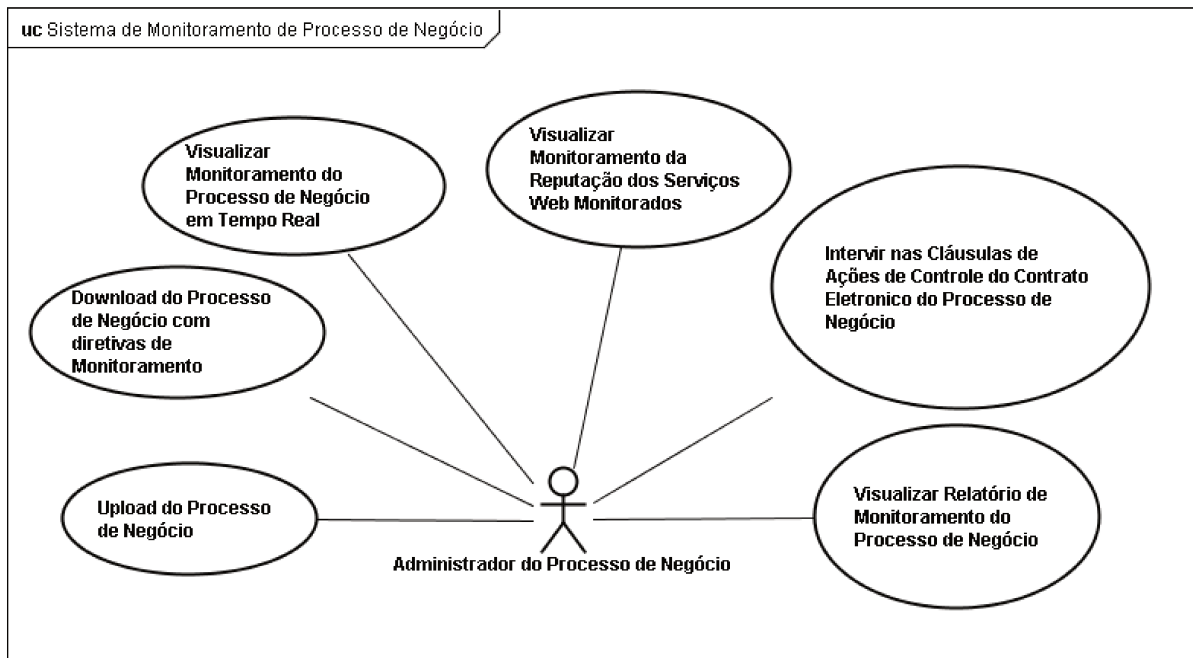 uc Sistema de Monitoramento de Processo de Negócio
Visualizar
Monitoramento do
Processo de Negócio
em Tempo Real
Visualizar
Monitoramento da
Reputação dos Serviços
Web Monitorados
Intervir nas Cláusulas de
Ações de Controle do Contrato
Eletronico do Processo de
Negócio
Download do Processo
de Negócio com
diretivas de
Monitoramento
Upload do Processo
de Negócio
Visualizar Relatório de
Monitoramento do
Processo de Negócio
Administrador do Processo de Negócio